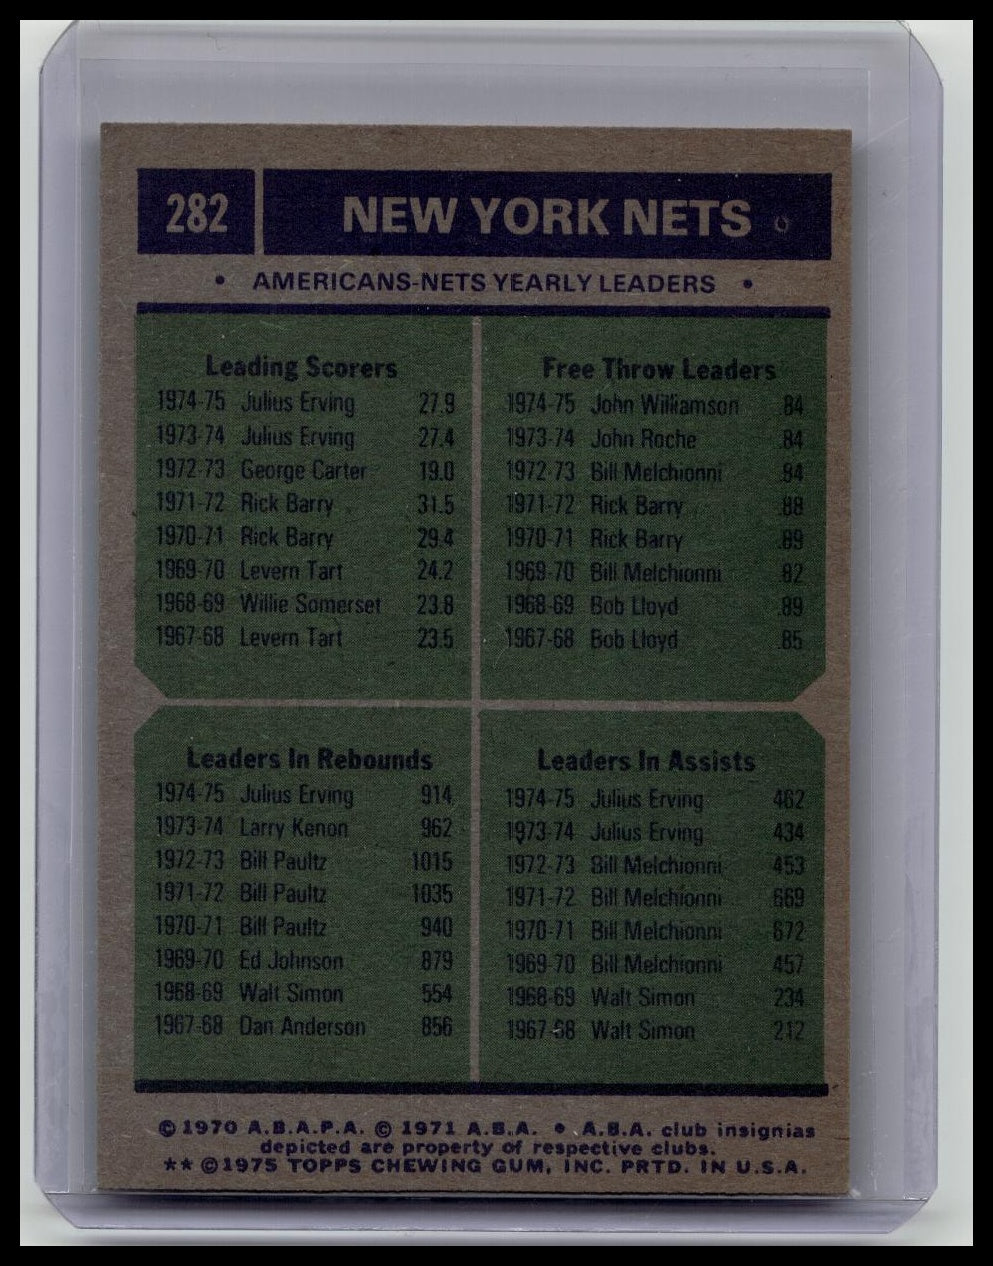 282 NEW YORK NETS
• AMERICANS-NETS YEARLY LEADERS •
Leading Scorers
1974-75 Julius Erving 27.9
1973-74 Julius Erving 27.4
1972-73 George Carter 19.0
1971-72 Rick Barry 31.5
1970-71 Rick Barry 29.4
1969-70 Levern Tart 24.2
1968-69 Willie Somerset 23.8
1967-68 Levern Tart 23.5
Free Throw Leaders
1974-75 John Williamson .84
1973-74 John Roche .84
1972-73 Bill Melchionni .84
1971-72 Rick Barry .88
1970-71 Rick Barry .89
1969-70 Bill Melchionni .82
1968-69 Bob Lloyd .89
1967-68 Bob Lloyd .85
Leaders In Rebounds
1974-75 Julius Erving 914
1973-74 Larry Kenon 962
1972-73 Bill Paultz 1015
1971-72 Bill Paultz 1035
1970-71 Bill Paultz 940
1969-70 Ed Johnson 879
1968-69 Walt Simon 554
1967-68 Dan Anderson 856
Leaders In Assists
1974-75 Julius Erving 462
1973-74 Julius Erving 434
1972-73 Bill Melchionni 453
1971-72 Bill Melchionni 669
1970-71 Bill Melchionni 672
1969-70 Bill Melchionni 457
1968-69 Walt Simon 234
1967-68 Walt Simon 212
© 1970 A.B.A.P.A. © 1971 A.B.A. • A.B.A. club insignias
depicted are property of respective clubs.
** ©1975 TOPPS CHEWING GUM, INC. PRTD. IN U.S.A.